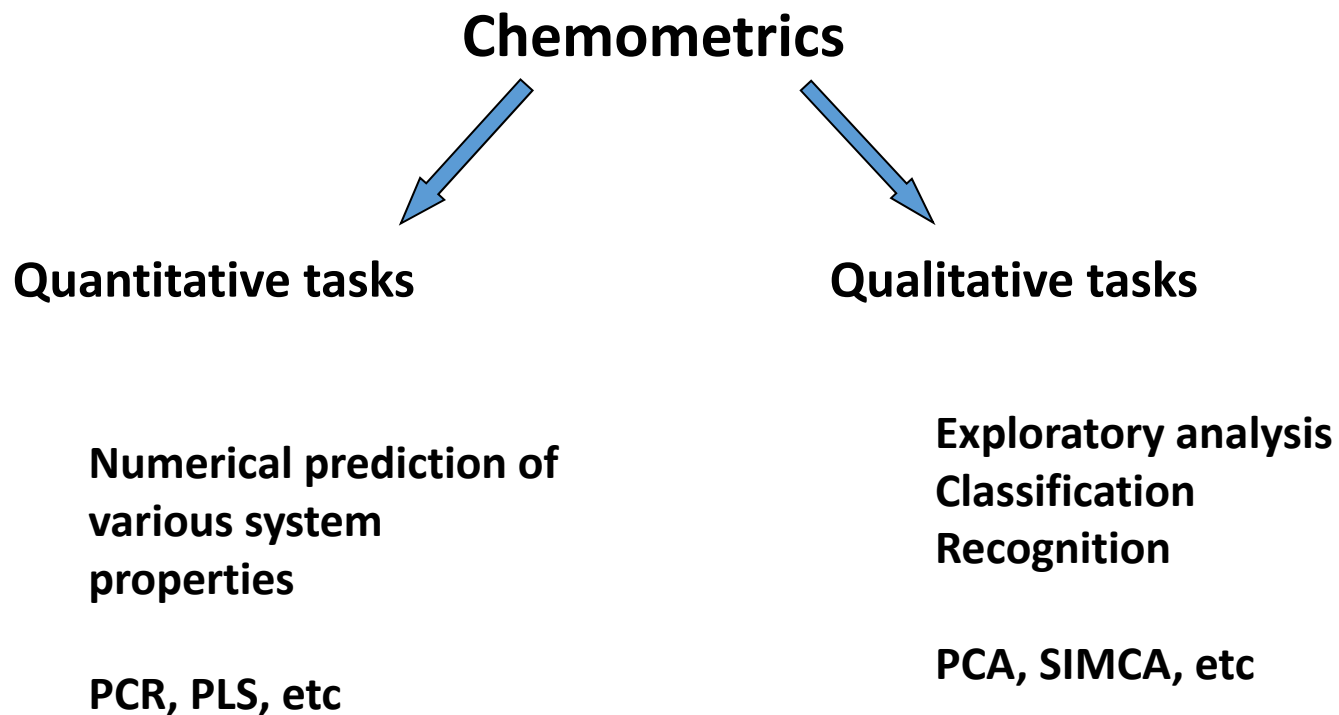 Chemometrics
Quantitative tasks
Numerical prediction of
various system
properties
PCR, PLS, etc
Qualitative tasks
Exploratory analysis
Classification
Recognition
PCA, SIMCA, etc